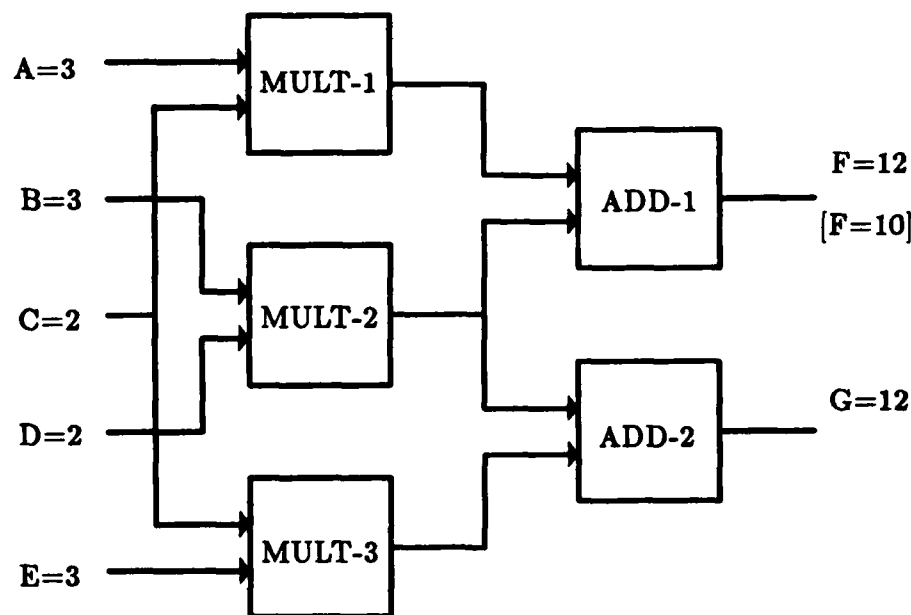 A=3
MULT-1
B=3
ADD-1
F=12
[F=10]
C=2
MULT-2
D=2
ADD-2
G=12
E=3
MULT-3